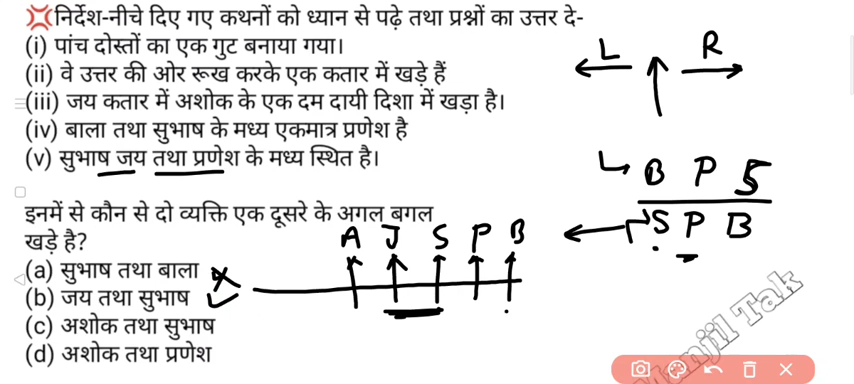 निर्देश-नीचे दिए गए कथनों को ध्यान से पढ़े तथा प्रश्नों का उत्तर दे-
(i) पांच दोस्तों का एक गुट बनाया गया।
(ii) वे उत्तर की ओर रूख करके एक कतार में खड़े हैं
(iii) जय कतार में अशोक के एक दम दायी दिशा में खड़ा है।
(iv) बाला तथा सुभाष के मध्य एकमात्र प्रणेश है
(v) सुभाष जय तथा प्रणेश के मध्य स्थित है।
इनमें से कौन से दो व्यक्ति एक दूसरे के अगल बगल
खड़े है?
(a) सुभाष तथा बाला
(b) जय तथा सुभाष
(c) अशोक तथा सुभाष
(d) अशोक तथा प्रणेश
A J S P B
L R
B P S
S P B
Manjil Tak